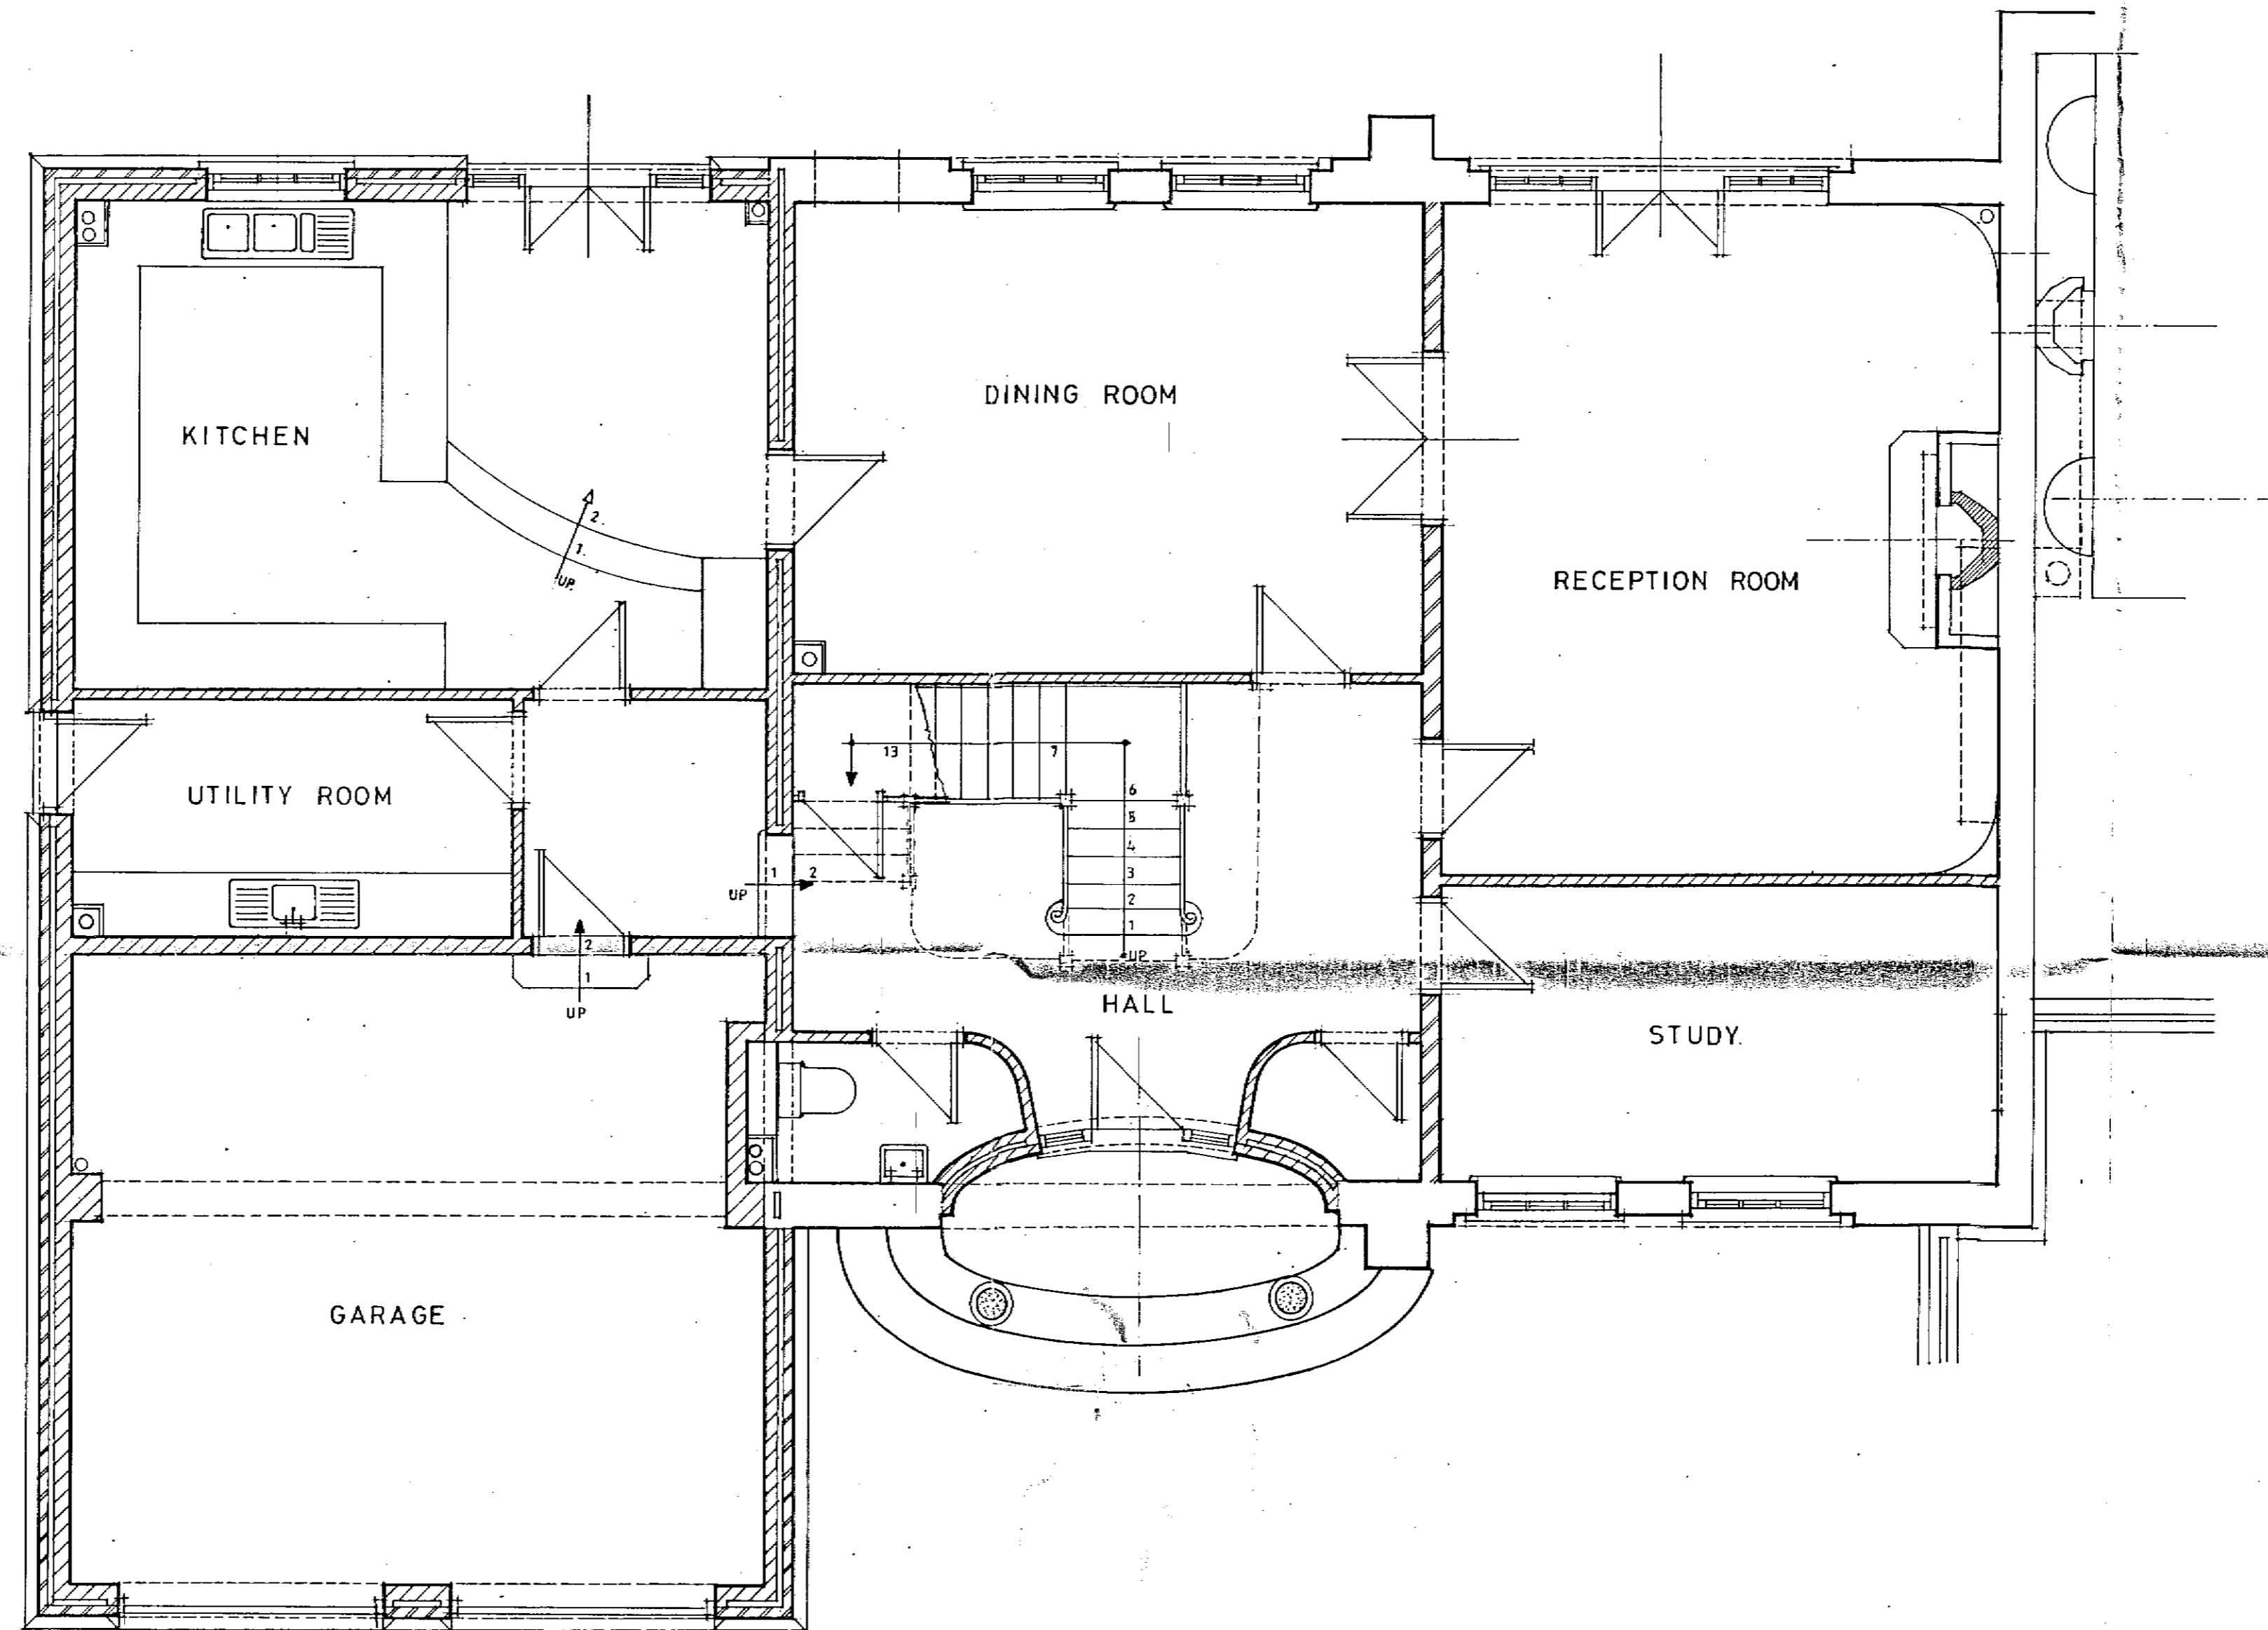 DINING ROOM
KITCHEN
2.
1.
UP.
RECEPTION ROOM
13
7
UTILITY ROOM
6
5
4
3
2
1
UP
1
2
UP
2
1
UP
HALL
STUDY.
GARAGE